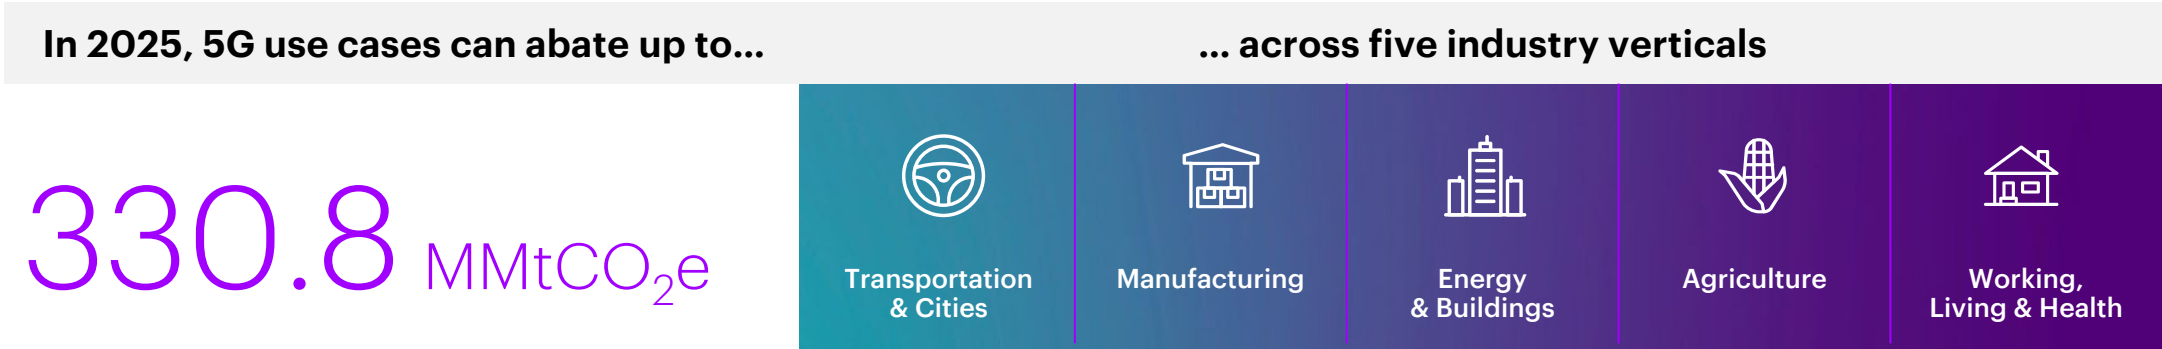 In 2025, 5G use cases can abate up to...
... across five industry verticals
330.8 MMtCO₂e
Transportation
& Cities
Manufacturing
Energy
& Buildings
Agriculture
Working,
Living & Health